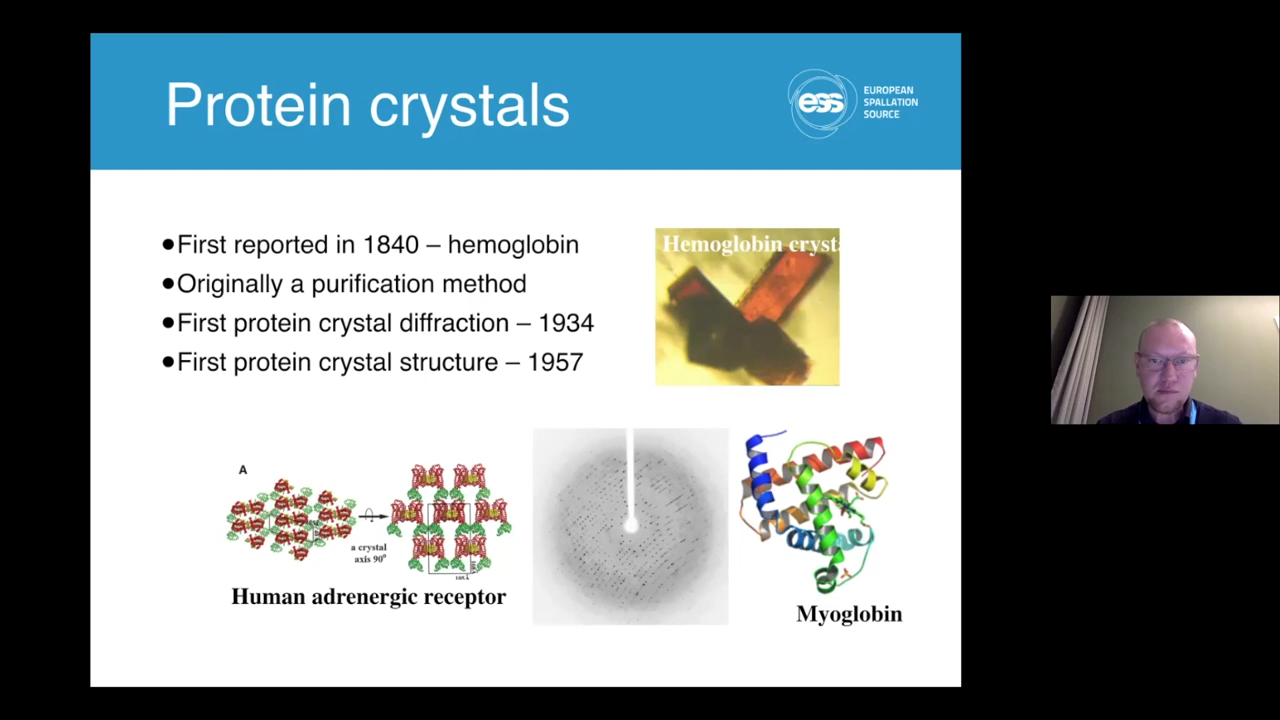 Protein crystals
ess
EUROPEAN
SPALLATION
SOURCE
●First reported in 1840 – hemoglobin
●Originally a purification method
●First protein crystal diffraction – 1934
●First protein crystal structure – 1957
Hemoglobin cryst
A
a crystal
axis 90°
Human adrenergic receptor
Myoglobin